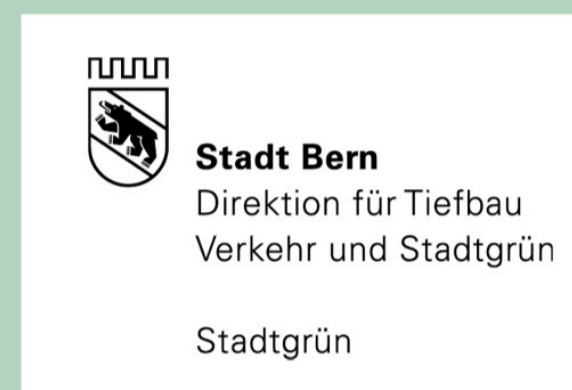 Stadt Bern
Direktion für Tiefbau
Verkehr und Stadtgrün
Stadtgrün